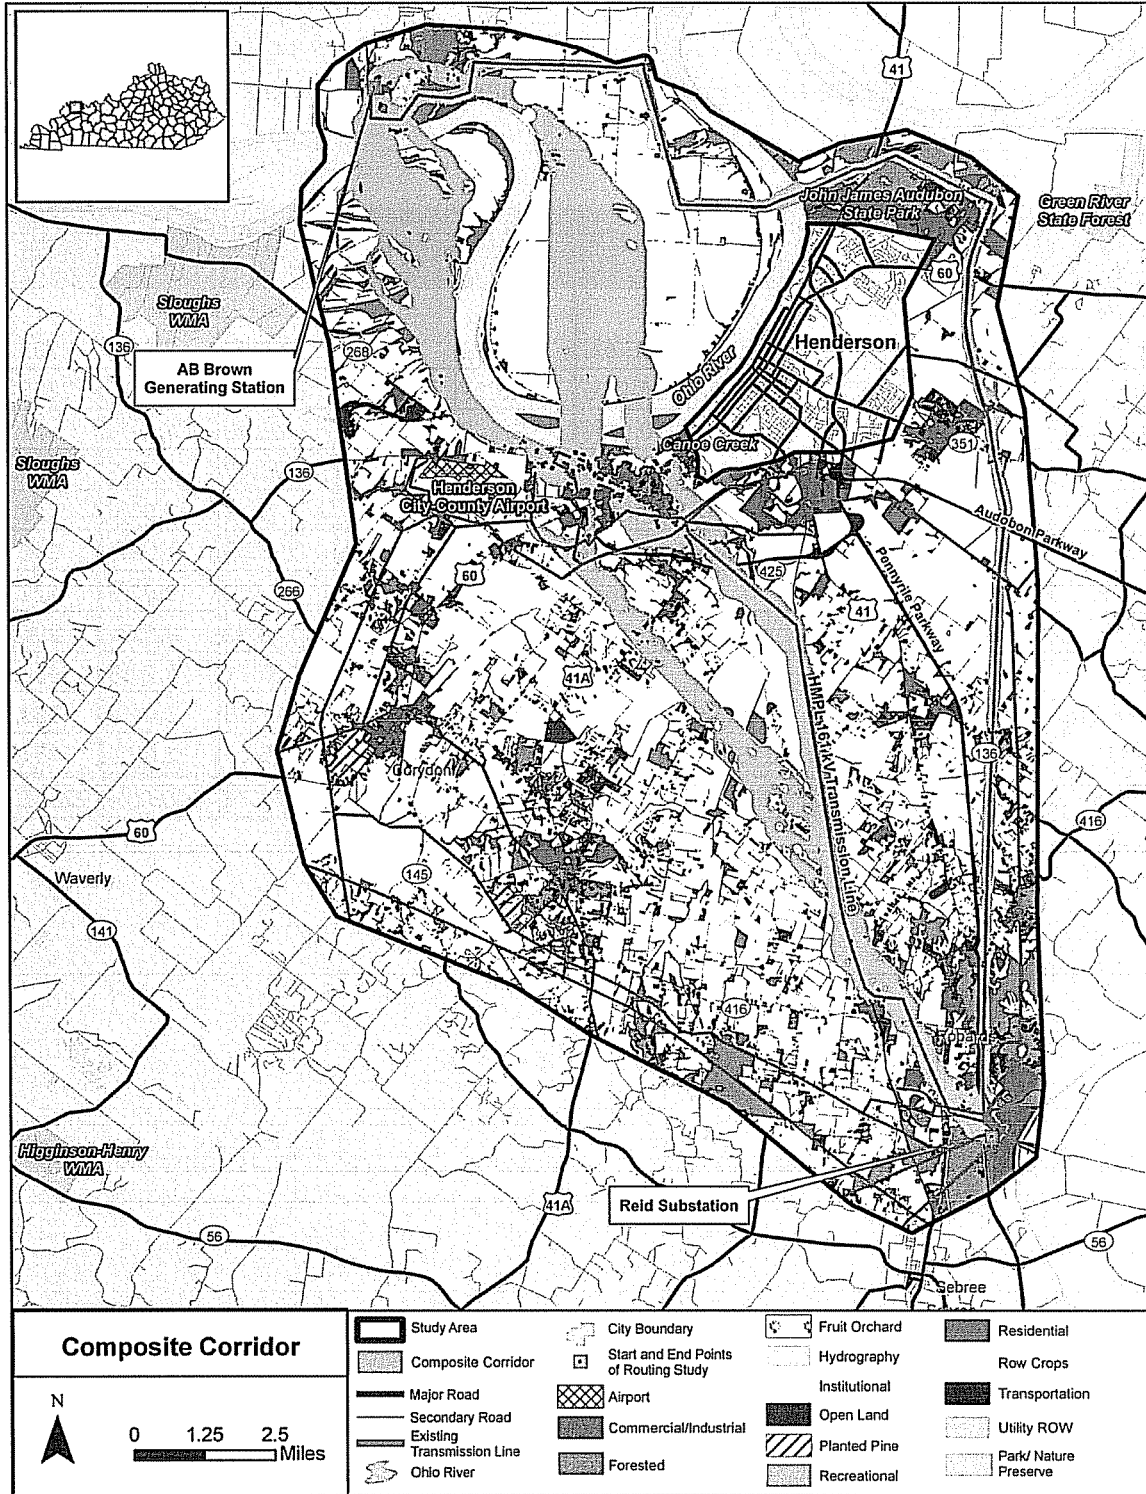 41
John James Audubon
State Park
Green River
State Forest
60
Sloughs
WMA
136
268
AB Brown
Generating Station
Henderson
Ohio River
Canoe Creek
351
Sloughs
WMA
136
Henderson
City-County Airport
Audobon Parkway
60
425
266
41
Pennyrile Parkway
41A
HMPL 161 kV Transmission Line
136
Corydon
60
416
Waverly
145
141
416
Robards
Higginson-Henry
WMA
Reid Substation
41A
56
56
Sebree
Composite Corridor
N
0 1.25 2.5
Miles
Study Area
Composite Corridor
Major Road
Secondary Road
Existing
Transmission Line
Ohio River
City Boundary
Start and End Points
of Routing Study
Airport
Commercial/Industrial
Forested
Fruit Orchard
Hydrography
Institutional
Open Land
Planted Pine
Recreational
Residential
Row Crops
Transportation
Utility ROW
Park/ Nature
Preserve